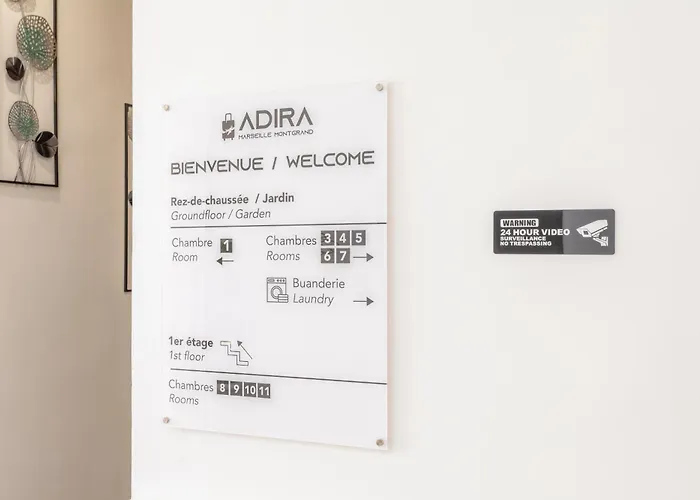 ADIRA
MARSEILLE MONTGRAND
BIENVENUE / WELCOME
Rez-de-chaussée / Jardin
Groundfloor / Garden
Chambre 1
Room
Chambres 3 4 5
Rooms 6 7
Buanderie
Laundry
1er étage
1st floor
Chambres 8 9 10 11
Rooms
WARNING
24 HOUR VIDEO
SURVEILLANCE
NO TRESPASSING